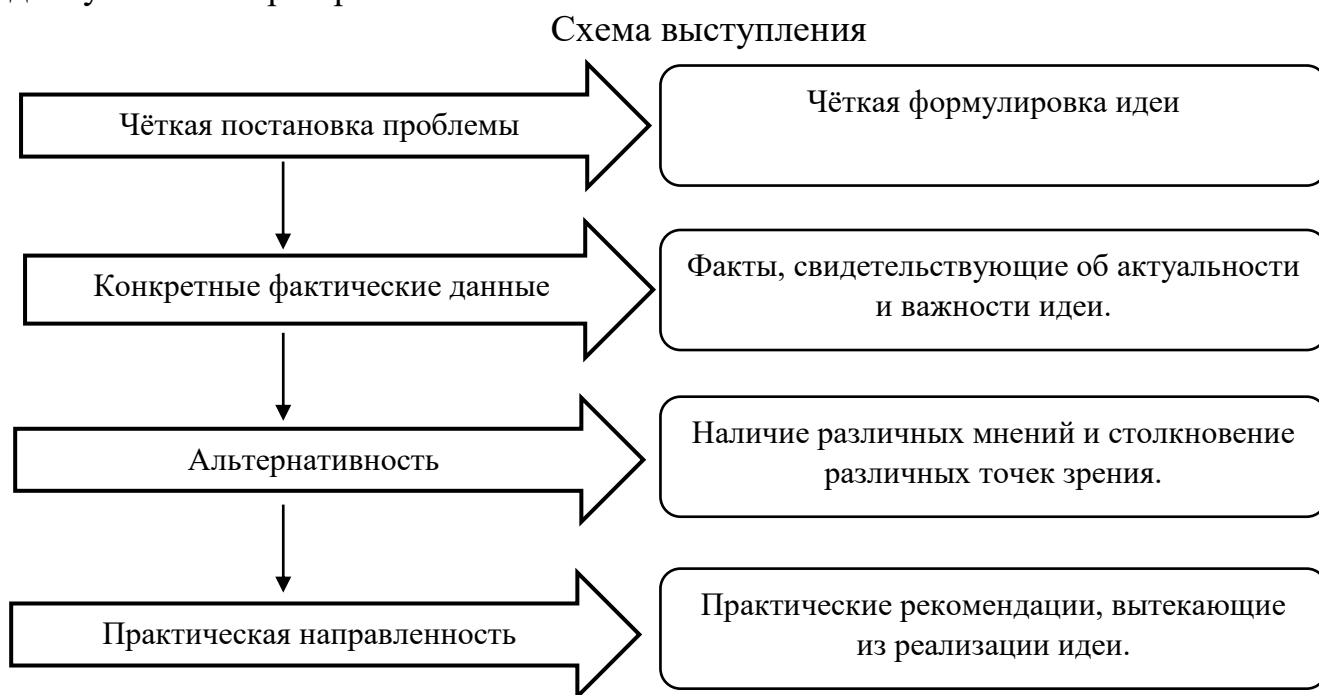 Схема выступления
Чёткая постановка проблемы
Чёткая формулировка идеи
Конкретные фактические данные
Факты, свидетельствующие об актуальности
и важности идеи.
Альтернативность
Наличие различных мнений и столкновение
различных точек зрения.
Практическая направленность
Практические рекомендации, вытекающие
из реализации идеи.